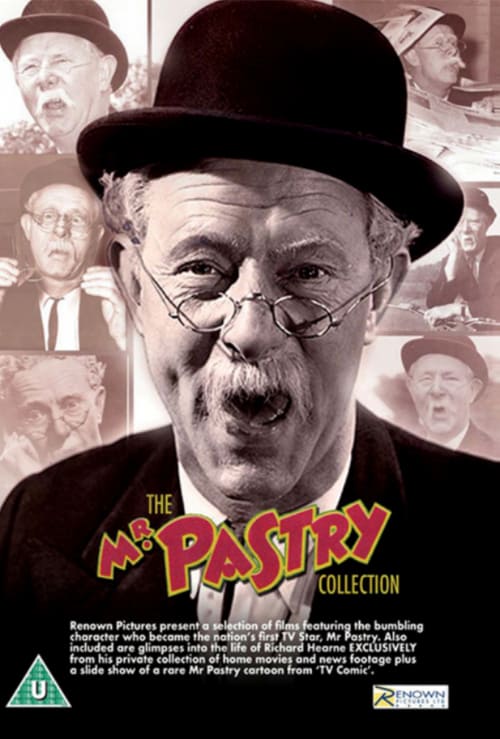 THE
MR. PASTRY
COLLECTION
Renown Pictures present a selection of films featuring the bumbling
character who became the nation's first TV Star, Mr Pastry. Also
included are glimpses into the life of Richard Hearne EXCLUSIVELY
from his private collection of home movies and news footage plus
a slide show of a rare Mr Pastry cartoon from 'TV Comic'.
U
RENOWN
PICTURES LTD